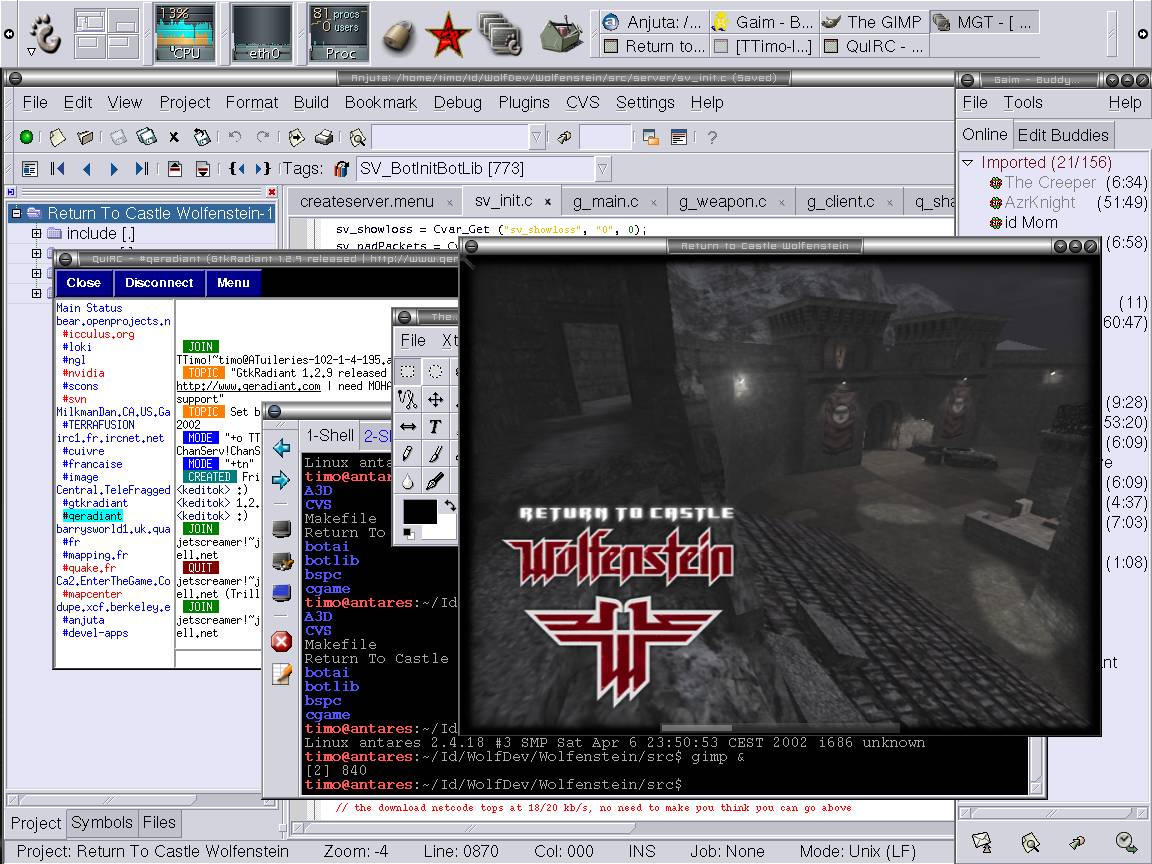 13%
CPU
eth0
81 procs
0 users
Proc
Anjuta: /...
Gaim - B...
The GIMP
MGT - [ ...
Return to...
[TTimo-I...]
QuIRC - ...
Anjuta: /home/timo/Id/WolfDev/Wolfenstein/src/server/sv_init.c (Saved)
File Edit View Project Format Build Bookmark Debug Plugins CVS Settings Help
Tags: SV_BotInitBotLib [773]
createserver.menu sv_init.c g_main.c g_weapon.c g_client.c q_sha
Return To Castle Wolfenstein-1
include [.]
sv_showloss = Cvar_Get ("sv_showloss", "0", 0);
Gaim - Buddy...
File Tools Help
Online Edit Buddies
Imported (21/156)
The Creeper (6:34)
AzrKnight (51:49)
id Mom
(6:58)
(11)
60:47)
(9:28)
53:20)
(6:09)
(6:09)
(4:37)
(7:03)
(1:08)
QuIRC - #qeradiant (GtkRadiant 1.2.9 released | http://www.qer
Close Disconnect Menu
Main Status
bear.openprojects.n
#icculus.org
#loki
#ngl
#nvidia
#scons
#svn
MilkmanDan.CA.US.Ga
#TERRAFUSION
irc1.fr.ircnet.net
#cuivre
#francaise
#image
Central.TeleFragged
#gtkradiant
#qeradiant
barrysworld1.uk.qua
#fr
#mapping.fr
#quake.fr
Ca2.EnterTheGame.Co
#mapcenter
dupe.xcf.berkeley.e
#anjuta
#devel-apps
JOIN
TTimo!~timo@ATuileries-102-1-4-195.a
TOPIC "GtkRadiant 1.2.9 released
http://www.qeradiant.com | need MOHA
support"
TOPIC Set b
2002
MODE "+o TT
ChanServ!ChanS
MODE "+tn"
CREATED Fri
<keditok> :)
<keditok> 1.2.
<keditok> :)
JOIN
jetscreamer!~j
ell.net
QUIT
jetscreamer!~j
ell.net (Trill
JOIN
jetscreamer!~j
ell.net
The...
File Xt
1-Shell 2-Sh
Linux anta
timo@antar
A3D
CVS
Makefile
Return To
botai
botlib
bspc
cgame
timo@antares:~/Id
A3D
CVS
Makefile
Return To Castle
botai
botlib
bspc
cgame
timo@antares:~/Id
Linux antares 2.4.18 #3 SMP Sat Apr 6 23:50:53 CEST 2002 i686 unknown
timo@antares:~/Id/WolfDev/Wolfenstein/src$ gimp &
[2] 840
timo@antares:~/Id/WolfDev/Wolfenstein/src$
Return to Castle Wolfenstein
RETURN TO CASTLE
Wolfenstein
// the download netcode tops at 18/20 kb/s, no need to make you think you can go above
Project Symbols Files
Project: Return To Castle Wolfenstein Zoom: -4 Line: 0870 Col: 000 INS Job: None Mode: Unix (LF)